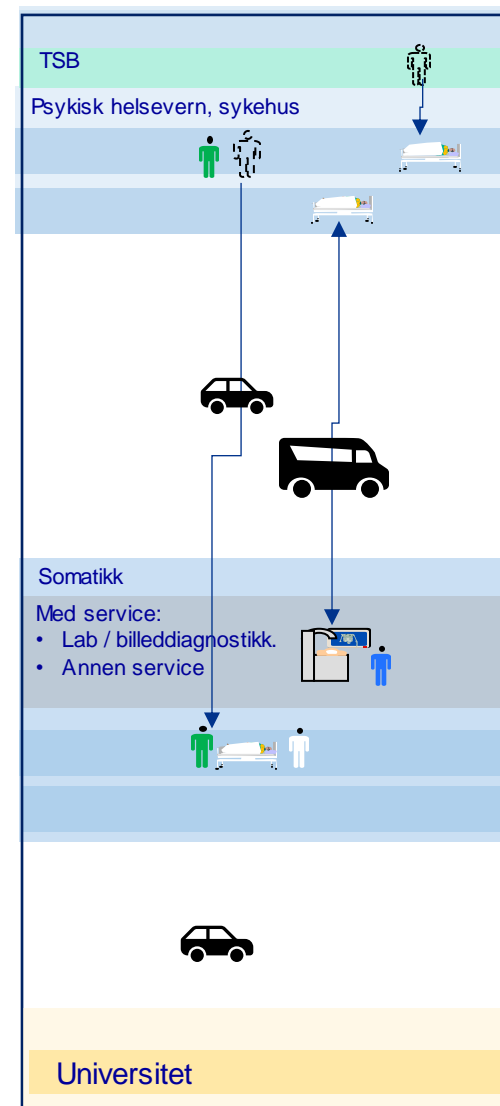 TSB
Psykisk helsevern, sykehus
Somatikk
Med service:
• Lab / billeddiagnostikk.
• Annen service
Universitet